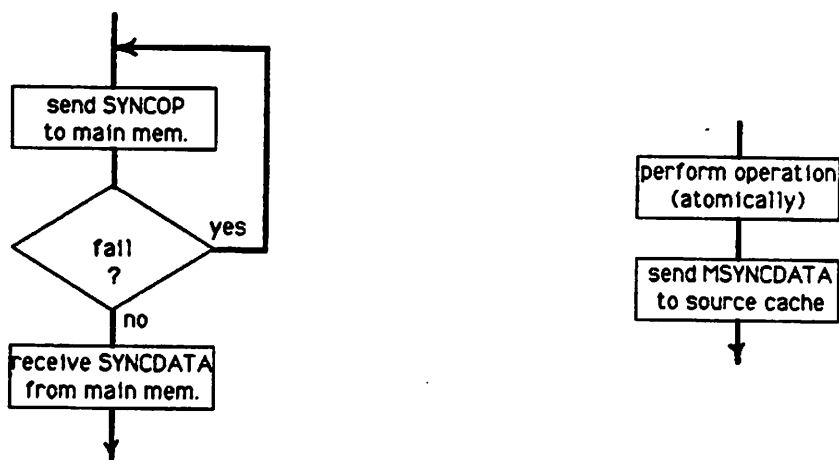 send SYNCOP
to main mem.
fail
?
yes
no
receive SYNCDATA
from main mem.
perform operation
(atomically)
send MSYNCDATA
to source cache